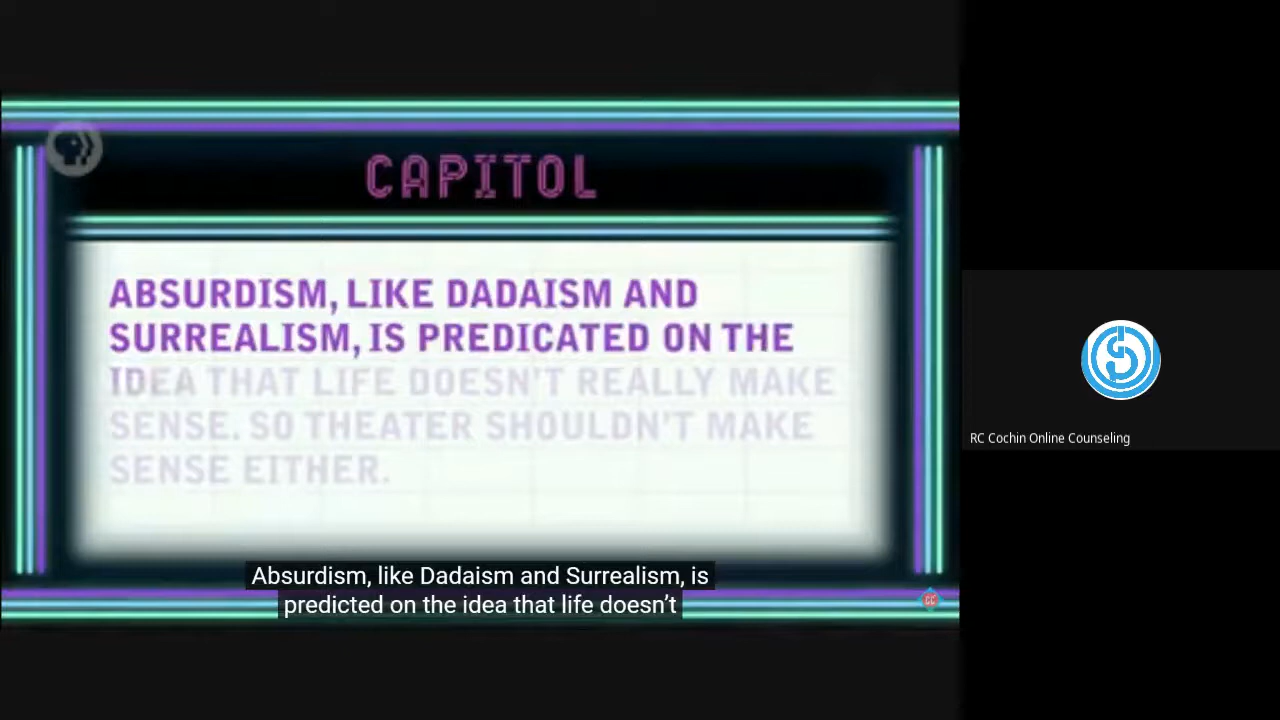 CAPITOL
ABSURDISM, LIKE DADAISM AND
SURREALISM, IS PREDICATED ON THE
IDEA THAT LIFE DOESN'T REALLY MAKE
SENSE. SO THEATER SHOULDN'T MAKE
SENSE EITHER.
Absurdism, like Dadaism and Surrealism, is
predicted on the idea that life doesn't
CC
RC Cochin Online Counseling